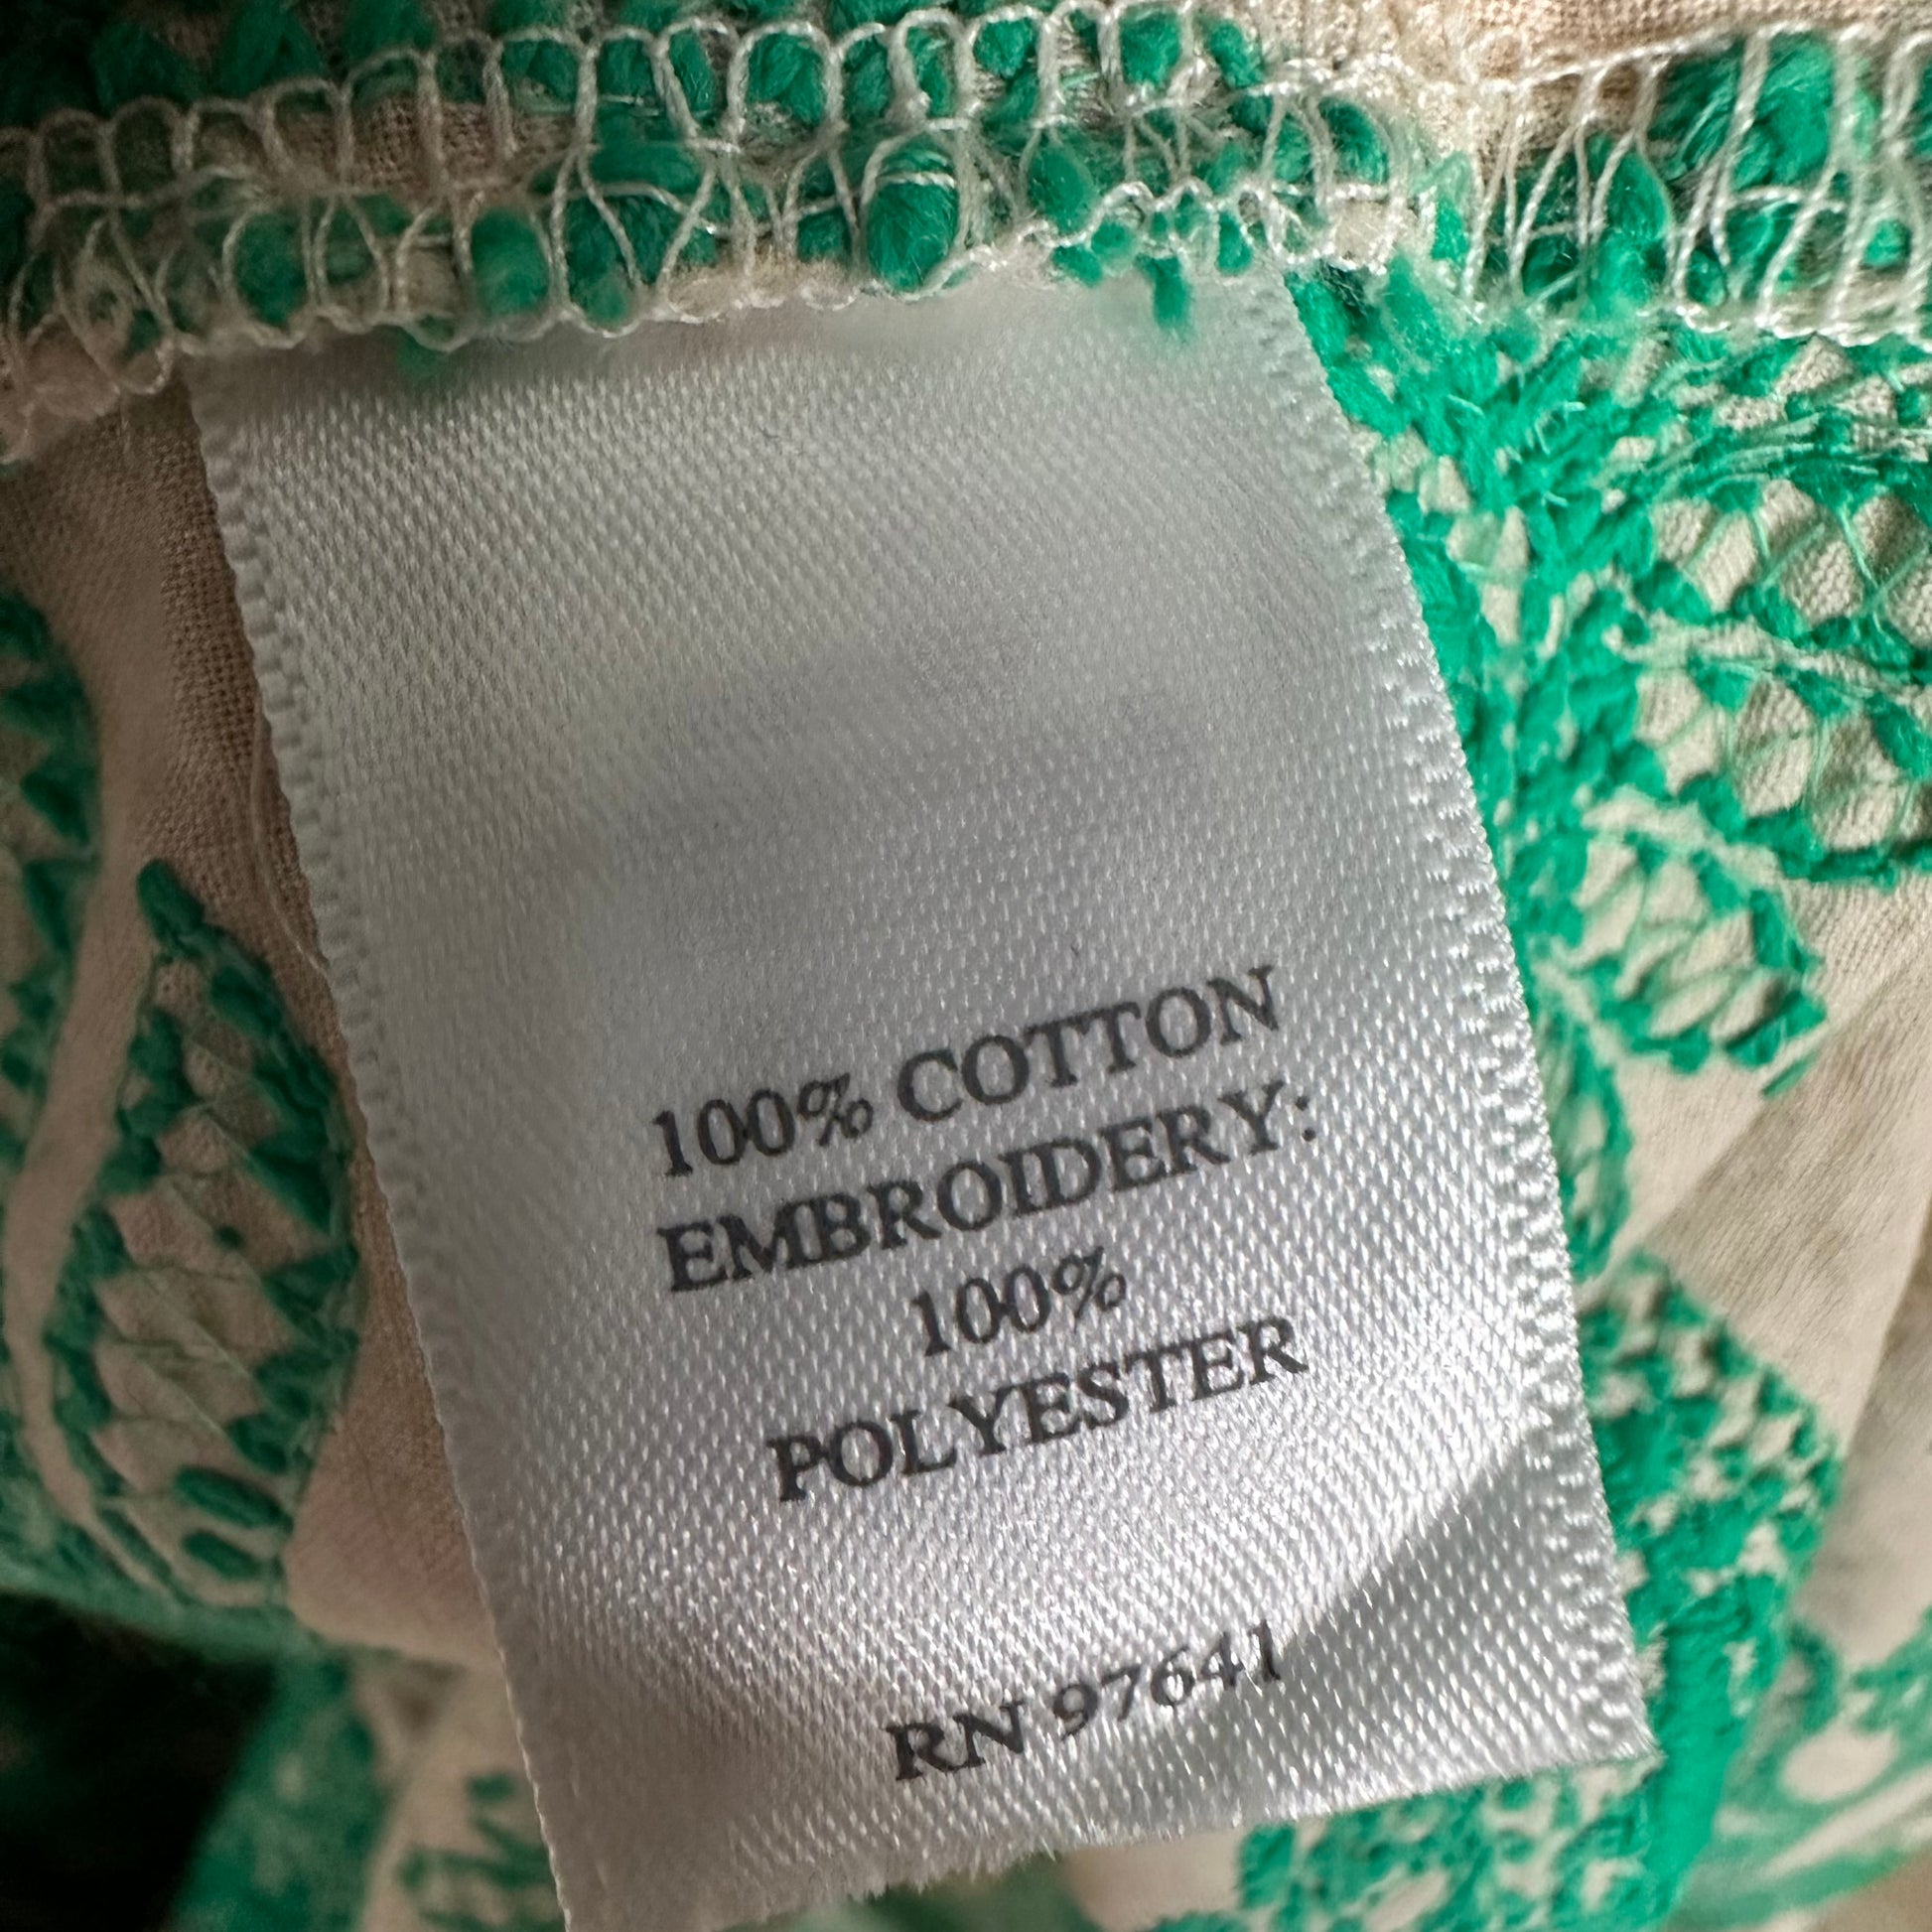 100% COTTON
EMBROIDERY:
100%
POLYESTER
RN 97641